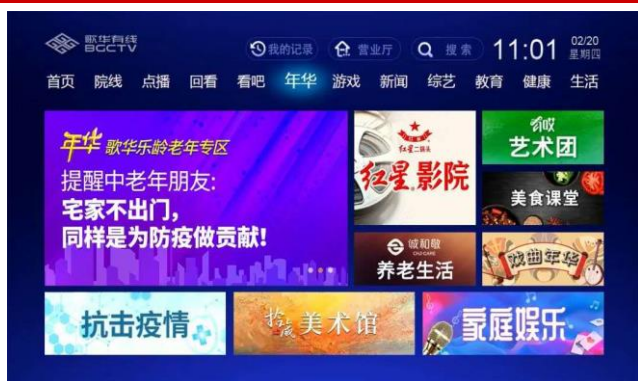 歌华有线
BGCTV
我的记录
营业厅
搜索
11:01
02/20
星期四
首页 院线 点播 回看 看吧 年华 游戏 新闻 综艺 教育 健康 生活
年华 歌华乐龄老年专区
提醒中老年朋友:
宅家不出门,
同样是为防疫做贡献!
红星二锅头
红星影院
艺术团
美食课堂
诚和敬
养老生活
戏曲年华
抗击疫情
美术馆
家庭娱乐